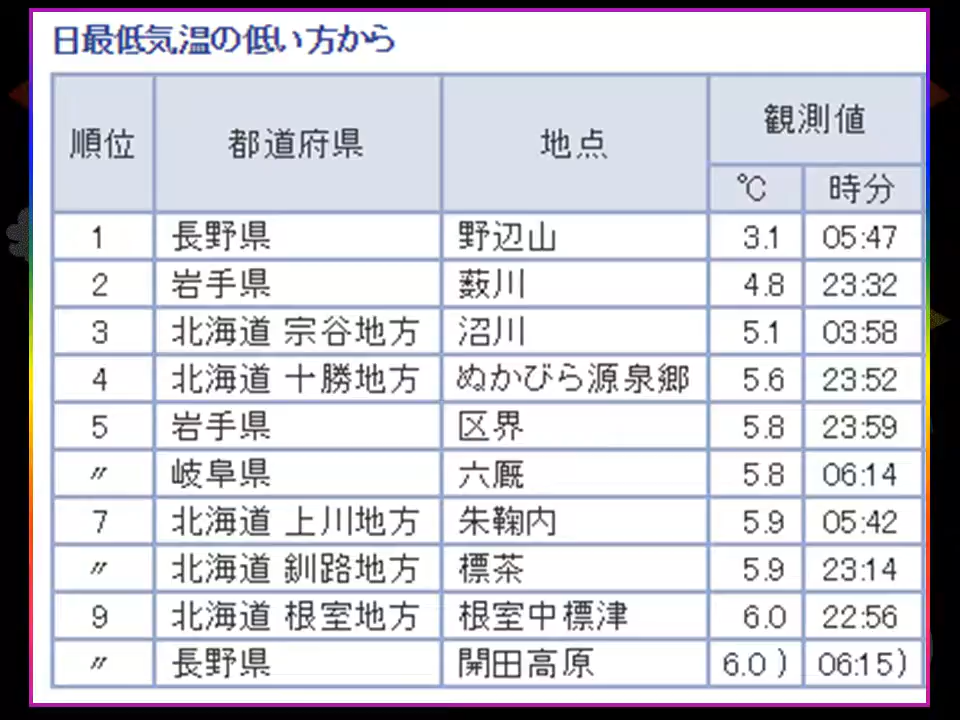 日最低気温の低い方から
順位 都道府県 地点 観測値
℃ 時分
1 長野県 野辺山 3.1 05:47
2 岩手県 薮川 4.8 23:32
3 北海道 宗谷地方 沼川 5.1 03:58
4 北海道 十勝地方 ぬかびら源泉郷 5.6 23:52
5 岩手県 区界 5.8 23:59
〃 岐阜県 六厩 5.8 06:14
7 北海道 上川地方 朱鞠内 5.9 05:42
〃 北海道 釧路地方 標茶 5.9 23:14
9 北海道 根室地方 根室中標津 6.0 22:56
〃 長野県 開田高原 6.0 ) 06:15 )